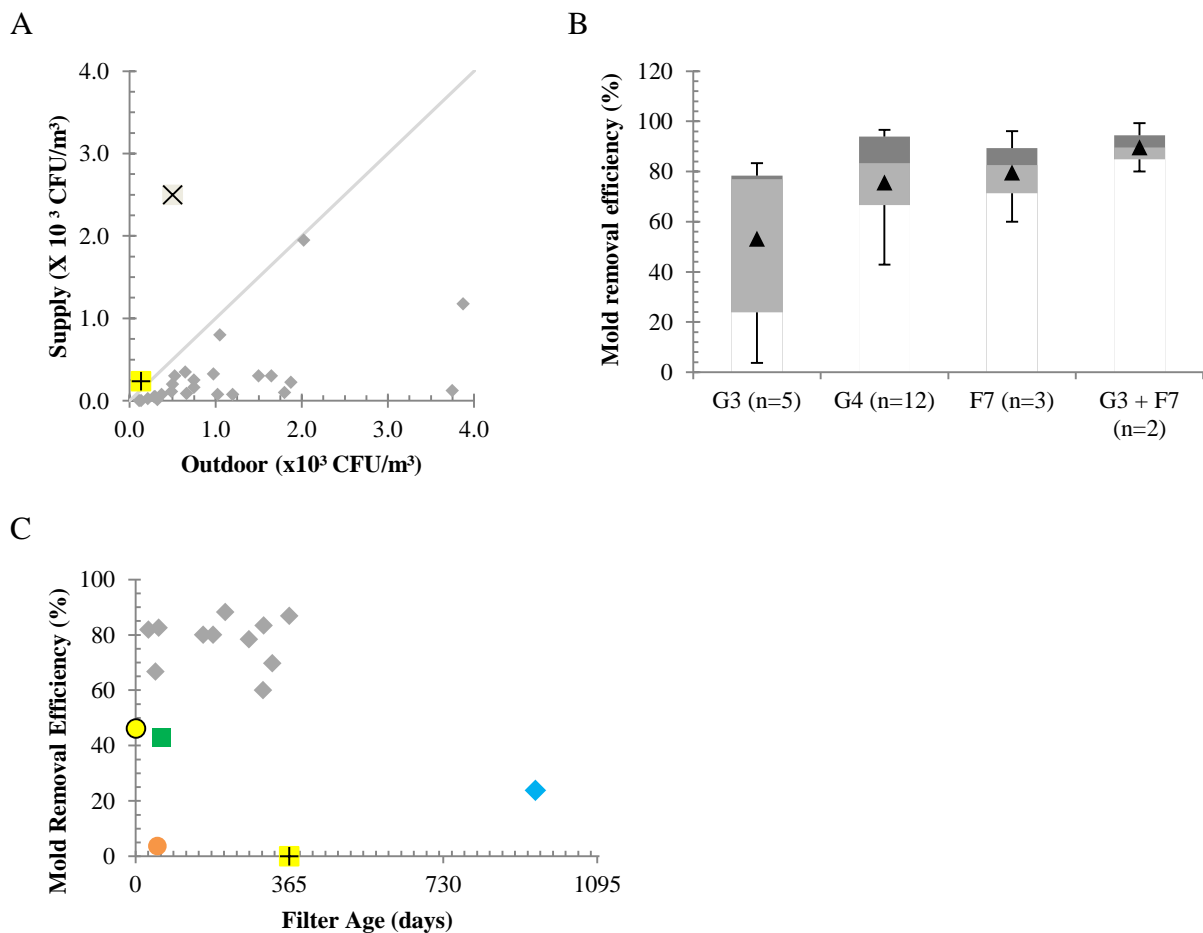 A
4.0
3.0
2.0
1.0
0.0
Supply (X 10 ³ CFU/m³)
0.0 1.0 2.0 3.0 4.0
Outdoor (x10³ CFU/m³)
B
120
100
80
60
40
20
0
Mold removal efficiency (%)
G3 (n=5) G4 (n=12) F7 (n=3) G3 + F7
(n=2)
C
100
80
60
40
20
0
Mold Removal Efficiency (%)
0 365 730 1095
Filter Age (days)